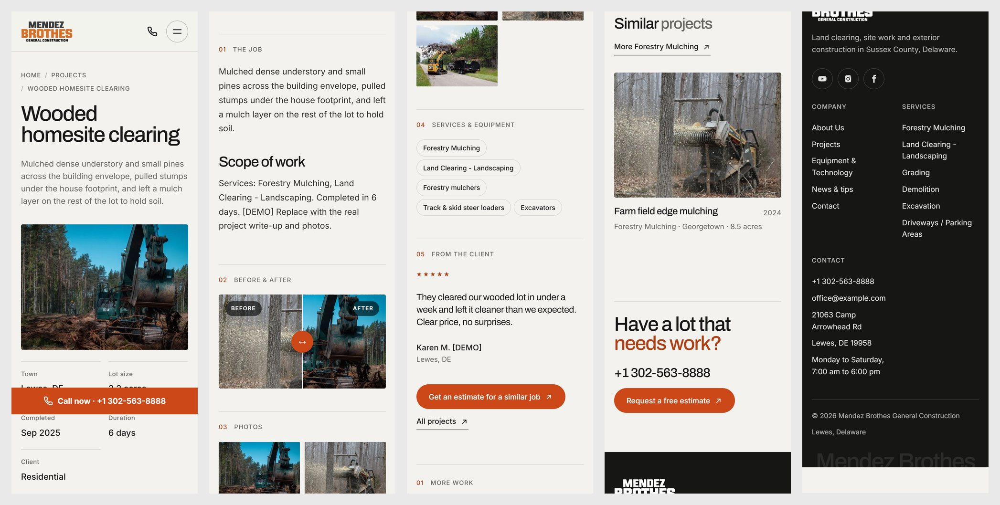 MENDEZ
BROTHES
GENERAL CONSTRUCTION
HOME / PROJECTS
/ WOODED HOMESITE CLEARING
Wooded
homesite clearing
Mulched dense understory and small pines
across the building envelope, pulled stumps
under the house footprint, and left a mulch
layer on the rest of the lot to hold soil.
Town
Lot size
Lewes, DE
Call now · +1 302-563-8888
Completed
Duration
Sep 2025
6 days
Client
Residential
01 THE JOB
Mulched dense understory and small
pines across the building envelope, pulled
stumps under the house footprint, and left
a mulch layer on the rest of the lot to hold
soil.
Scope of work
Services: Forestry Mulching, Land
Clearing - Landscaping. Completed in 6
days. [DEMO] Replace with the real
project write-up and photos.
02 BEFORE & AFTER
BEFORE
AFTER
03 PHOTOS
04 SERVICES & EQUIPMENT
Forestry Mulching
Land Clearing - Landscaping
Forestry mulchers
Track & skid steer loaders
Excavators
05 FROM THE CLIENT
★★★★★
They cleared our wooded lot in under a
week and left it cleaner than we expected.
Clear price, no surprises.
Karen M. [DEMO]
Lewes, DE
Get an estimate for a similar job
All projects
01 MORE WORK
Similar projects
More Forestry Mulching
Farm field edge mulching
2024
Forestry Mulching · Georgetown · 8.5 acres
Have a lot that
needs work?
+1 302-563-8888
Request a free estimate
MENDEZ
BROTHES
BROTHES
GENERAL CONSTRUCTION
Land clearing, site work and exterior
construction in Sussex County, Delaware.
COMPANY
About Us
Projects
Equipment &
Technology
News & tips
Contact
SERVICES
Forestry Mulching
Land Clearing -
Landscaping
Grading
Demolition
Excavation
Driveways / Parking
Areas
CONTACT
+1 302-563-8888
office@example.com
21063 Camp
Arrowhead Rd
Lewes, DE 19958
Monday to Saturday,
7:00 am to 6:00 pm
© 2026 Mendez Brothes General Construction
Lewes, Delaware
Mendez Brothes